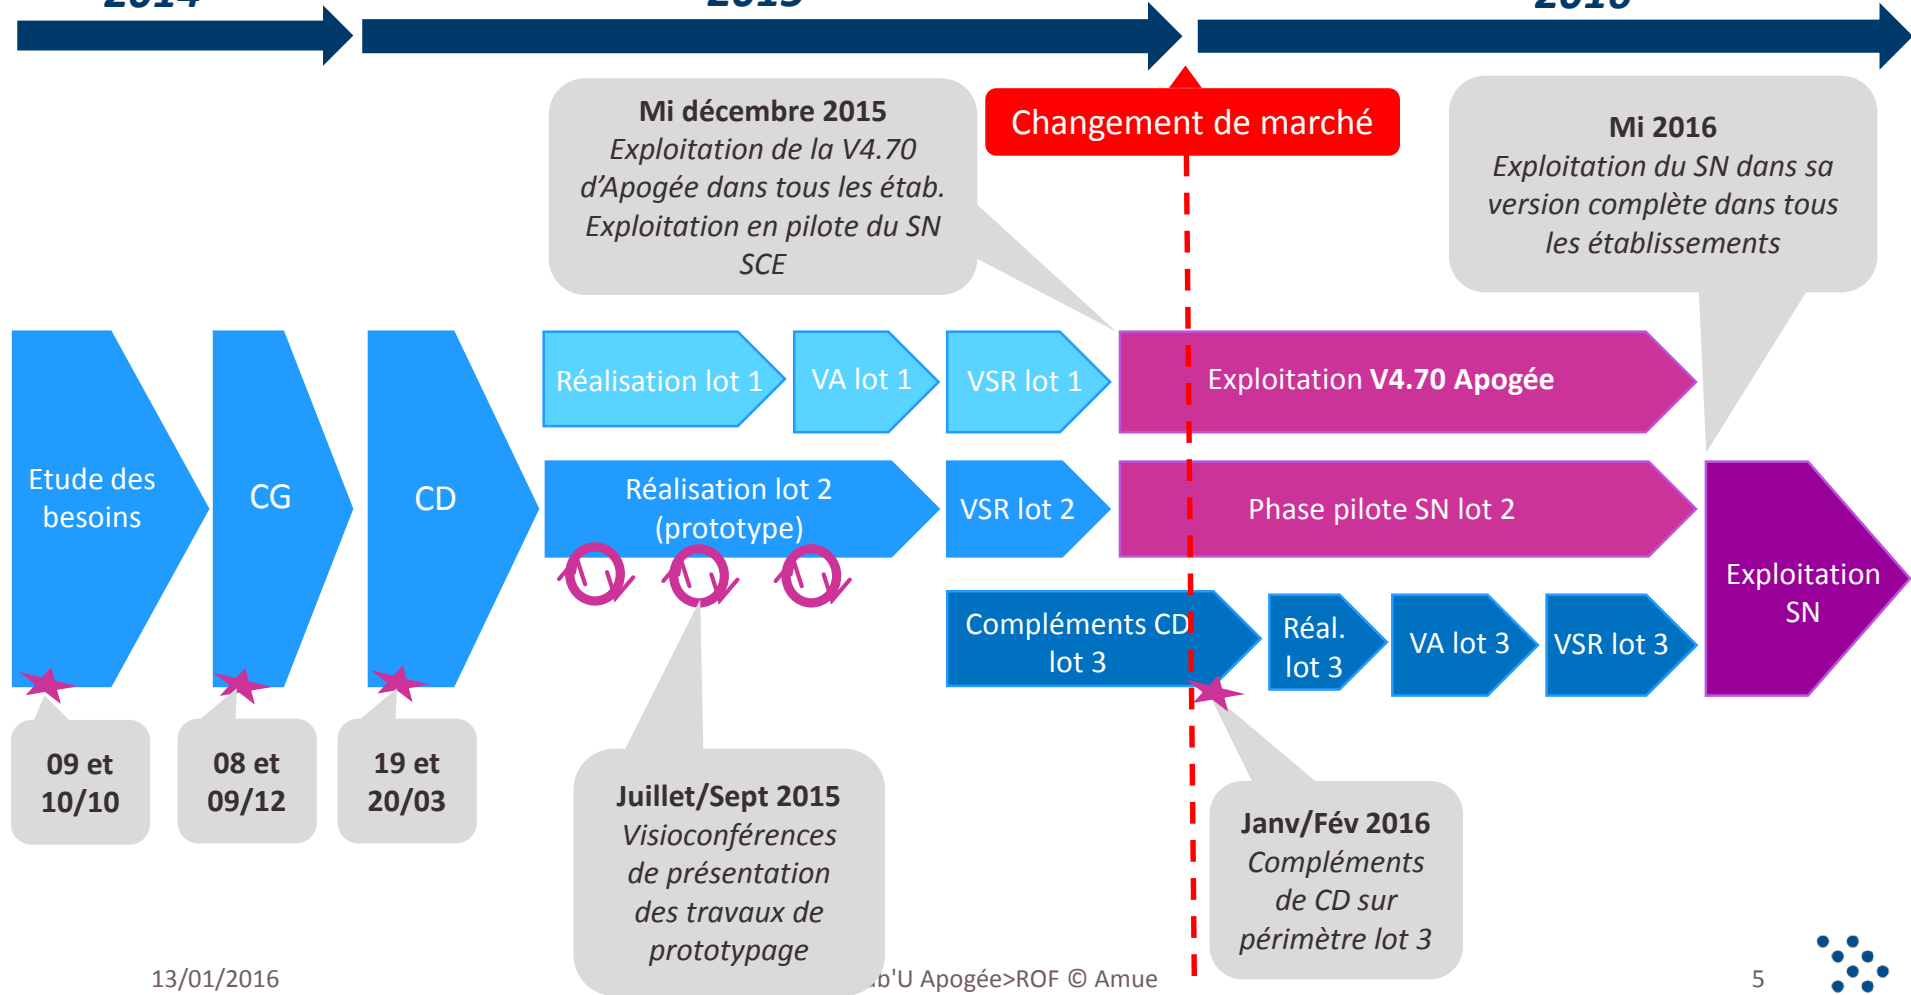 2014
2015
2016
Changement de marché
Mi décembre 2015
Exploitation de la V4.70
d'Apogée dans tous les étab.
Exploitation en pilote du SN
SCE
Mi 2016
Exploitation du SN dans sa
version complète dans tous
les établissements
Etude des
besoins
CG
CD
Réalisation lot 1
VA lot 1
VSR lot 1
Exploitation V4.70 Apogée
Réalisation lot 2
(prototype)
VSR lot 2
Phase pilote SN lot 2
Compléments CD
lot 3
Réal.
lot 3
VA lot 3
VSR lot 3
Exploitation
SN
09 et
10/10
08 et
09/12
19 et
20/03
Juillet/Sept 2015
Visioconférences
de présentation
des travaux de
prototypage
Janv/Fév 2016
Compléments
de CD sur
périmètre lot 3
13/01/2016
b'U Apogée>ROF © Amue
5